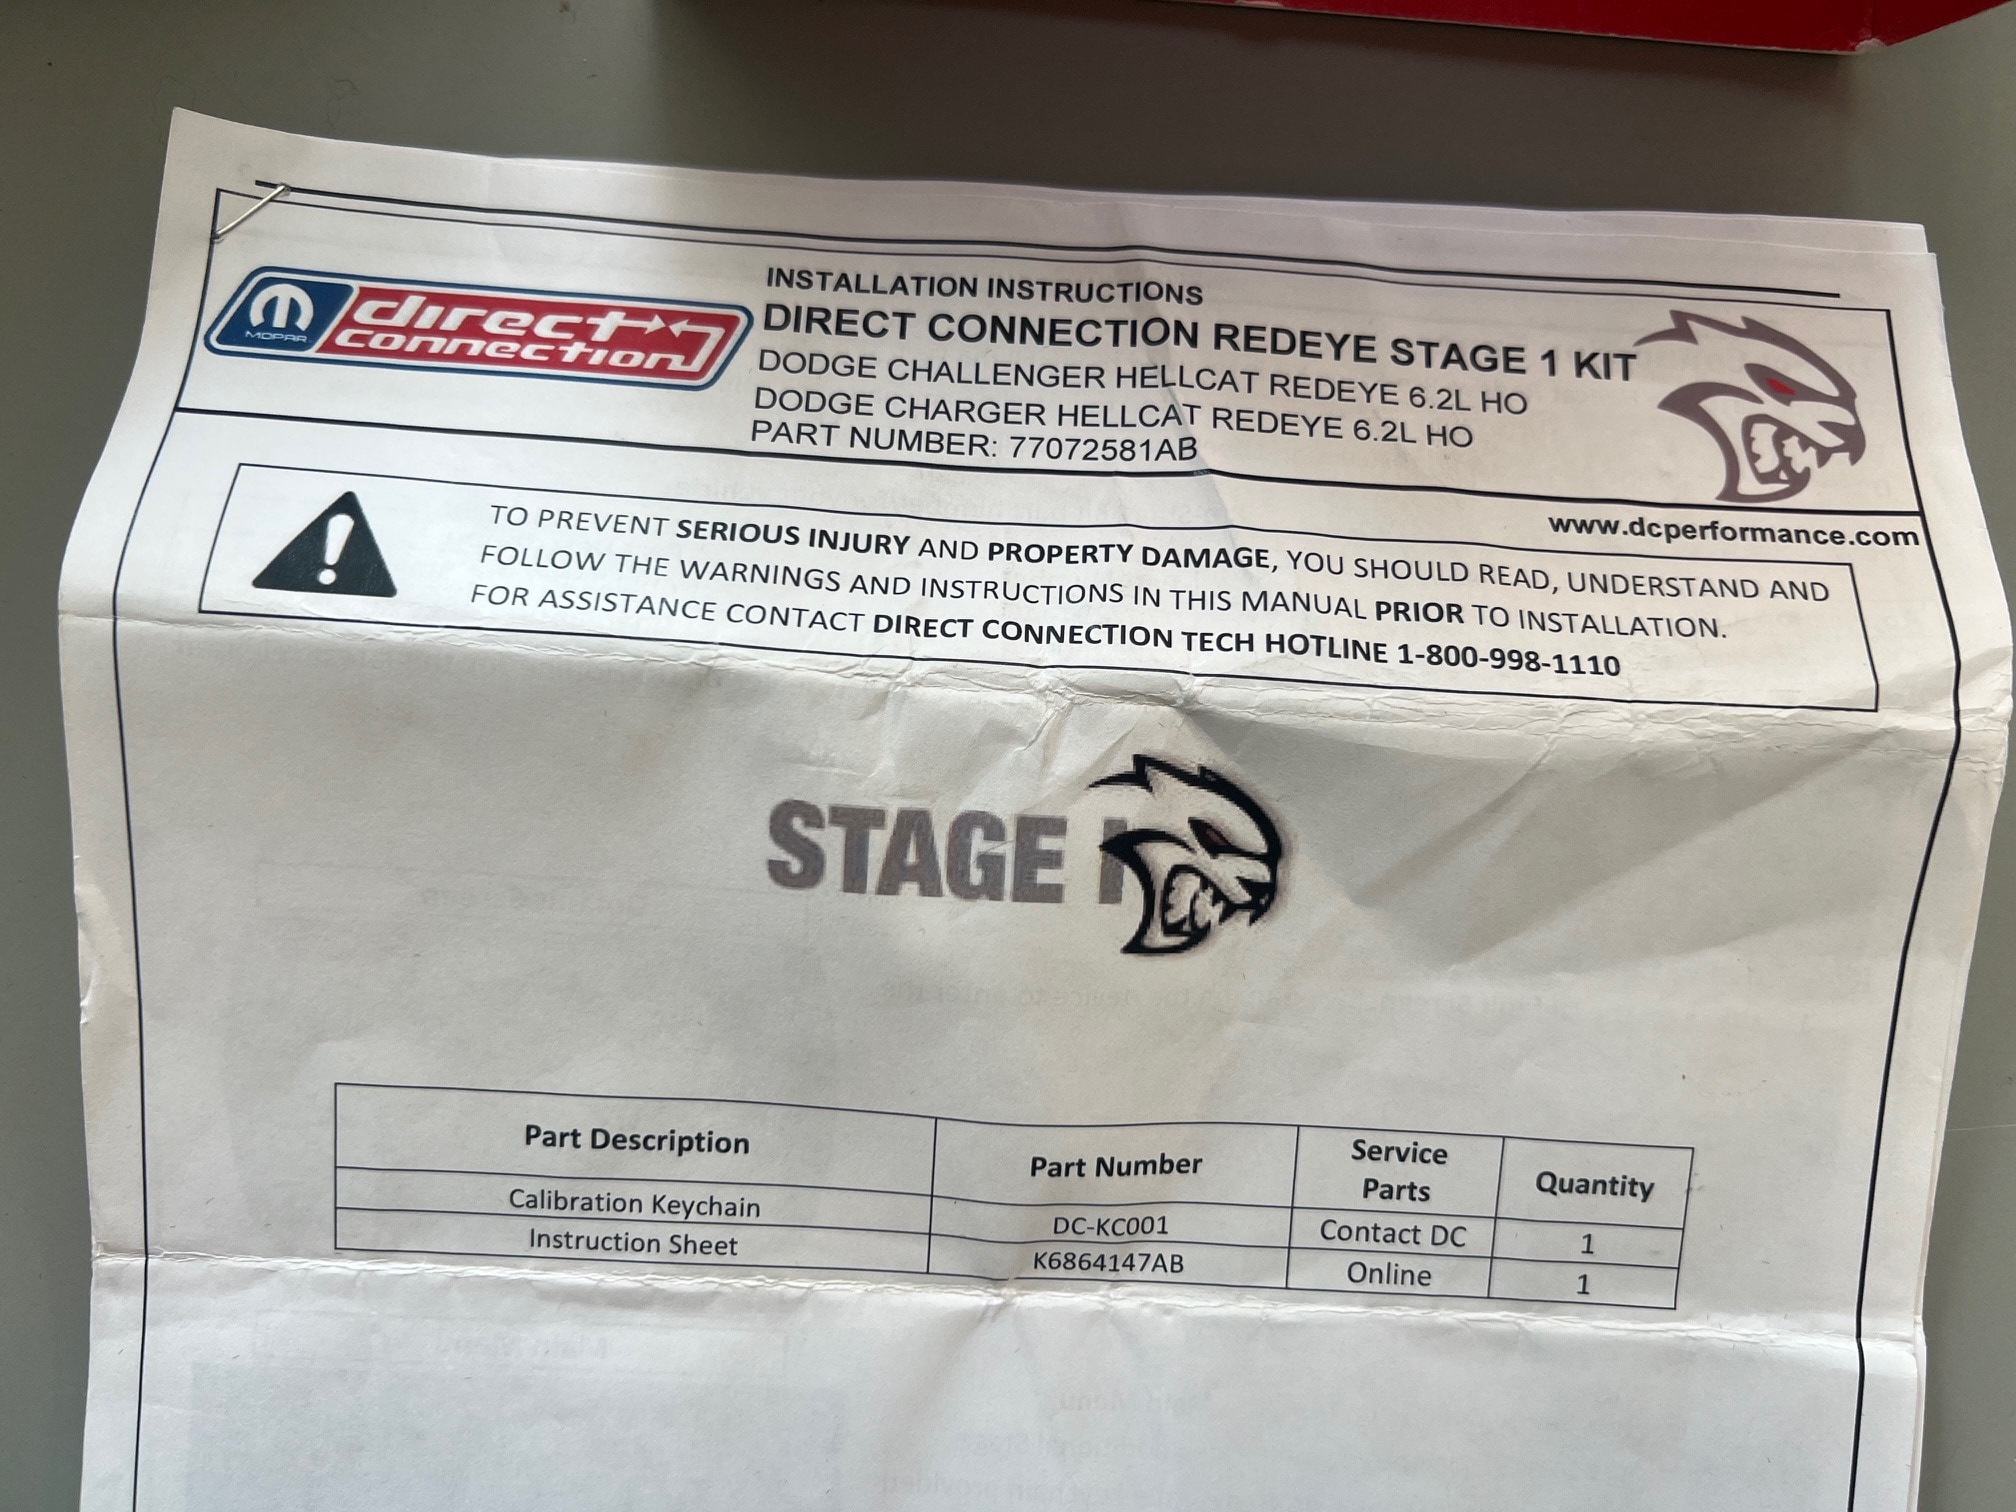 MOPAR
direct
connection
INSTALLATION INSTRUCTIONS
DIRECT CONNECTION REDEYE STAGE 1 KIT
DODGE CHALLENGER HELLCAT REDEYE 6.2L HO
DODGE CHARGER HELLCAT REDEYE 6.2L HO
PART NUMBER: 77072581AB
www.dcperformance.com
TO PREVENT SERIOUS INJURY AND PROPERTY DAMAGE, YOU SHOULD READ, UNDERSTAND AND
FOLLOW THE WARNINGS AND INSTRUCTIONS IN THIS MANUAL PRIOR TO INSTALLATION.
FOR ASSISTANCE CONTACT DIRECT CONNECTION TECH HOTLINE 1-800-998-1110
STAGE I
Part Description Part Number Service Parts Quantity
Calibration Keychain DC-KC001 Contact DC 1
Instruction Sheet K6864147AB Online 1